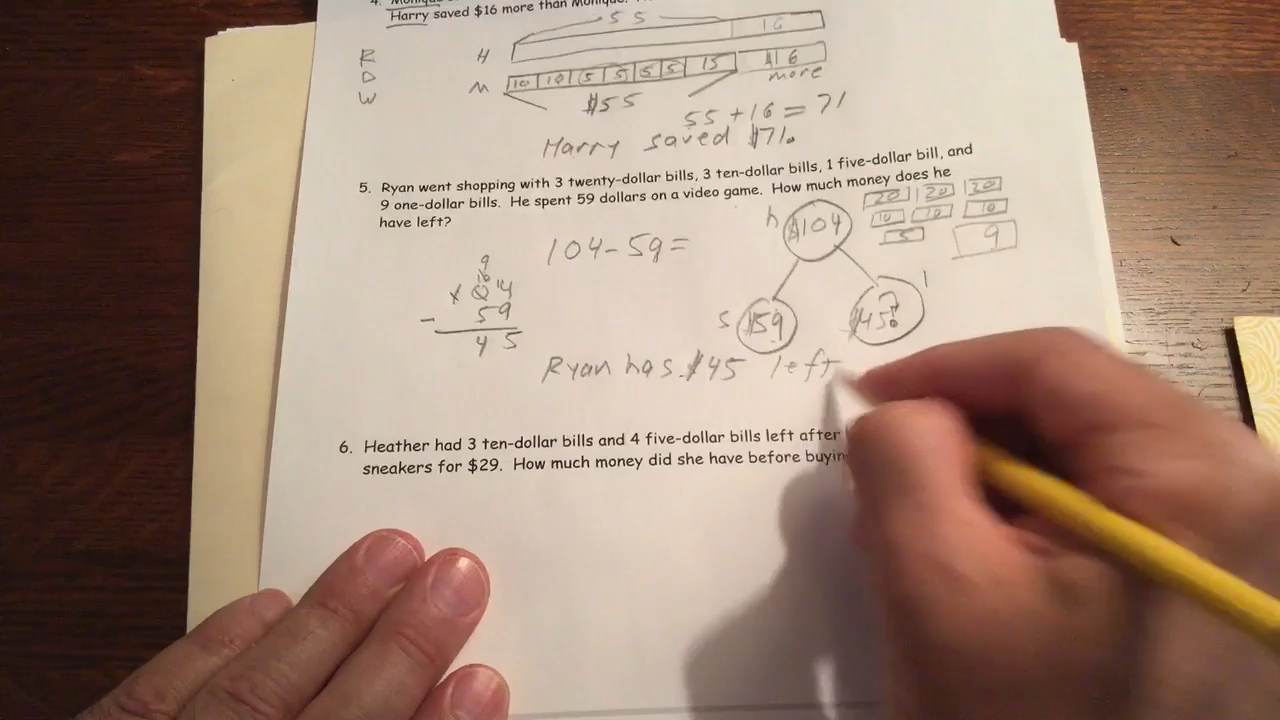 Harry saved $16 more than Monique.
55 16
R H
D M 10 10 5 5 5 5 15 $16
W $55 more
55 + 16 = 71
Harry saved $71.
5. Ryan went shopping with 3 twenty-dollar bills, 3 ten-dollar bills, 1 five-dollar bill, and
9 one-dollar bills. He spent 59 dollars on a video game. How much money does he
have left?
h $104 20 20 20
10 10 10
5 9
104 - 59 =
9
10
1 0 14
- 59
45
s $59 $45 ? l
Ryan has $45 left
6. Heather had 3 ten-dollar bills and 4 five-dollar bills left after
sneakers for $29. How much money did she have before